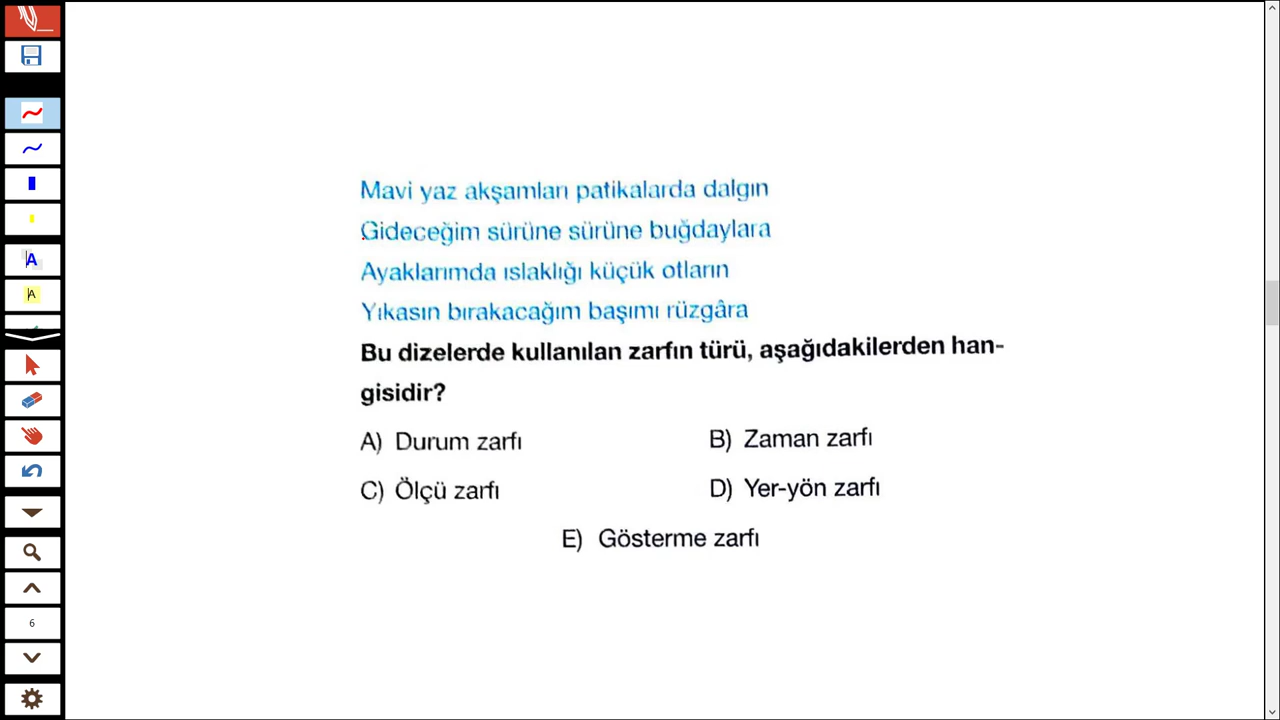 Mavi yaz akşamları patikalarda dalgın
Gideceğim sürüne sürüne buğdaylara
Ayaklarımda ıslaklığı küçük otların
Yıkasın bırakacağım başımı rüzgâra
Bu dizelerde kullanılan zarfın türü, aşağıdakilerden han-
gisidir?
A) Durum zarfı
B) Zaman zarfı
C) Ölçü zarfı
D) Yer-yön zarfı
E) Gösterme zarfı
A
A
6